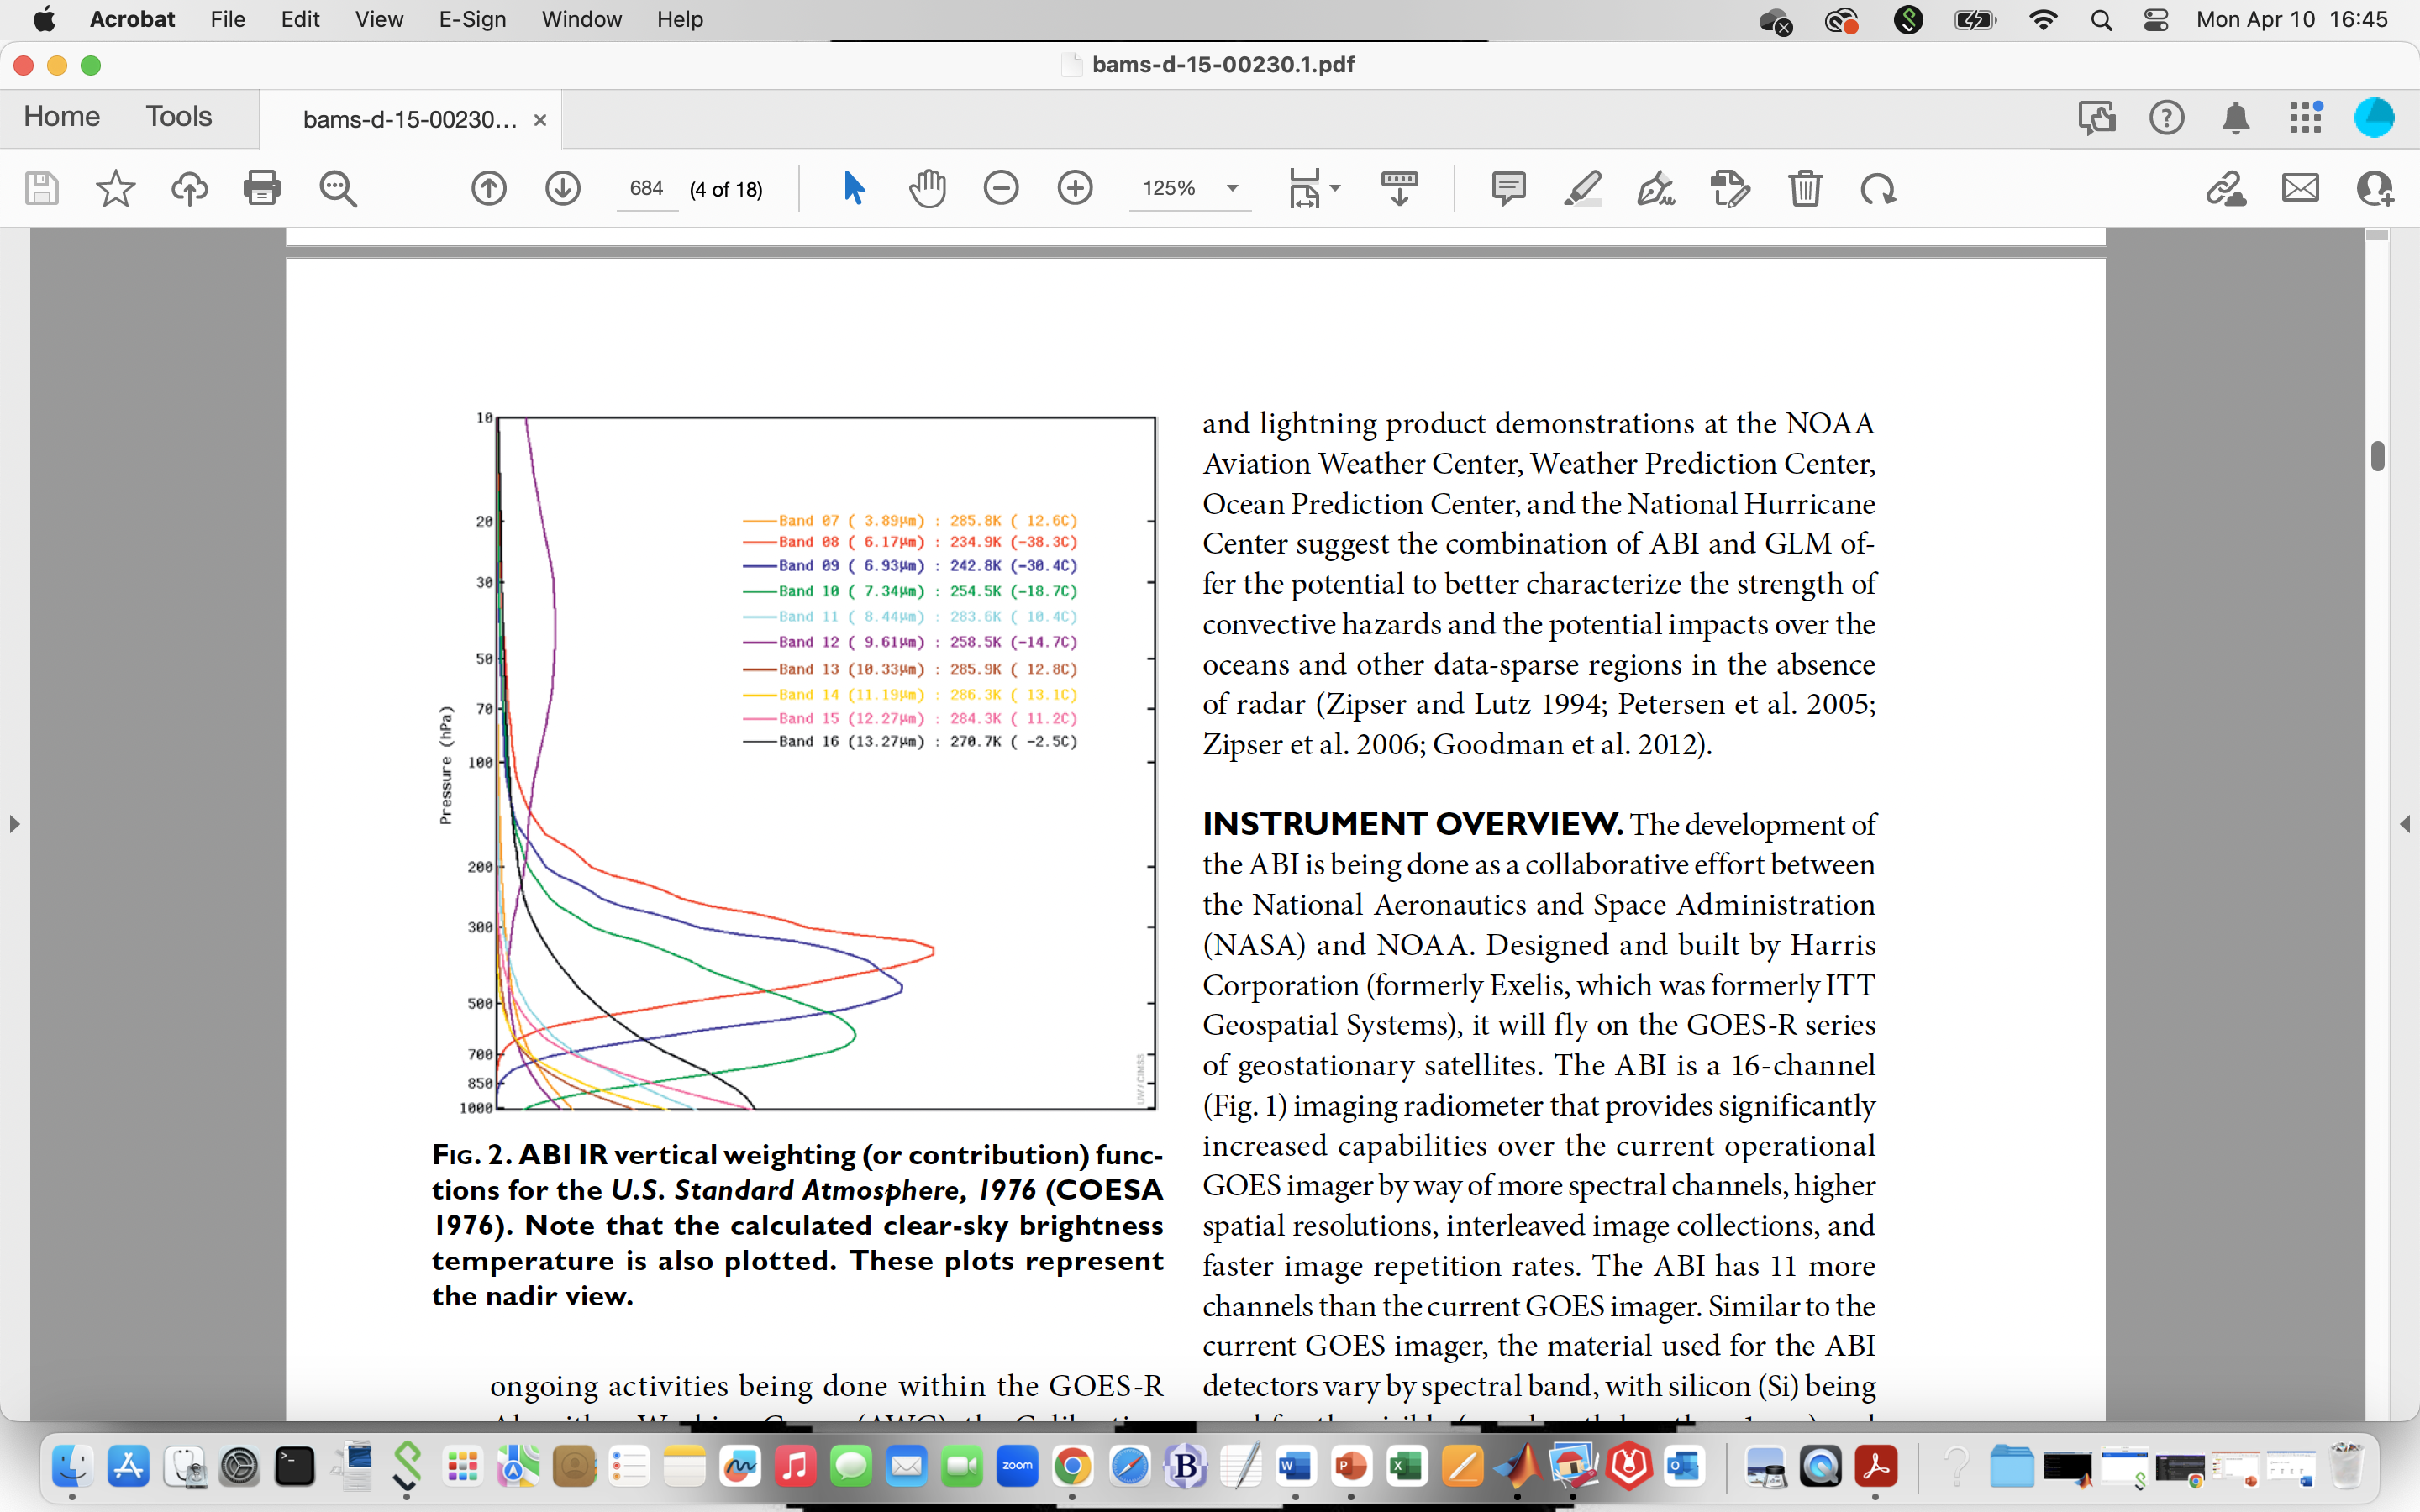 Acrobat File Edit View E-Sign Window Help Mon Apr 10 16:45
bams-d-15-00230.1.pdf
Home Tools bams-d-15-00230... ×
684 (4 of 18) 125%
10
20
30
50
70
100
200
300
500
700
850
1000
Pressure (hPa)
Band 07 ( 3.89µm) : 285.8K ( 12.6C)
Band 08 ( 6.17µm) : 234.9K (-38.3C)
Band 09 ( 6.93µm) : 242.8K (-30.4C)
Band 10 ( 7.34µm) : 254.5K (-18.7C)
Band 11 ( 8.44µm) : 283.6K ( 10.4C)
Band 12 ( 9.61µm) : 258.5K (-14.7C)
Band 13 (10.33µm) : 285.9K ( 12.8C)
Band 14 (11.19µm) : 286.3K ( 13.1C)
Band 15 (12.27µm) : 284.3K ( 11.2C)
Band 16 (13.27µm) : 270.7K ( -2.5C)
UW/CIMSS
FIG. 2. ABI IR vertical weighting (or contribution) func-
tions for the U.S. Standard Atmosphere, 1976 (COESA
1976). Note that the calculated clear-sky brightness
temperature is also plotted. These plots represent
the nadir view.
ongoing activities being done within the GOES-R
and lightning product demonstrations at the NOAA
Aviation Weather Center, Weather Prediction Center,
Ocean Prediction Center, and the National Hurricane
Center suggest the combination of ABI and GLM of-
fer the potential to better characterize the strength of
convective hazards and the potential impacts over the
oceans and other data-sparse regions in the absence
of radar (Zipser and Lutz 1994; Petersen et al. 2005;
Zipser et al. 2006; Goodman et al. 2012).
INSTRUMENT OVERVIEW. The development of
the ABI is being done as a collaborative effort between
the National Aeronautics and Space Administration
(NASA) and NOAA. Designed and built by Harris
Corporation (formerly Exelis, which was formerly ITT
Geospatial Systems), it will fly on the GOES-R series
of geostationary satellites. The ABI is a 16-channel
(Fig. 1) imaging radiometer that provides significantly
increased capabilities over the current operational
GOES imager by way of more spectral channels, higher
spatial resolutions, interleaved image collections, and
faster image repetition rates. The ABI has 11 more
channels than the current GOES imager. Similar to the
current GOES imager, the material used for the ABI
detectors vary by spectral band, with silicon (Si) being
zoom